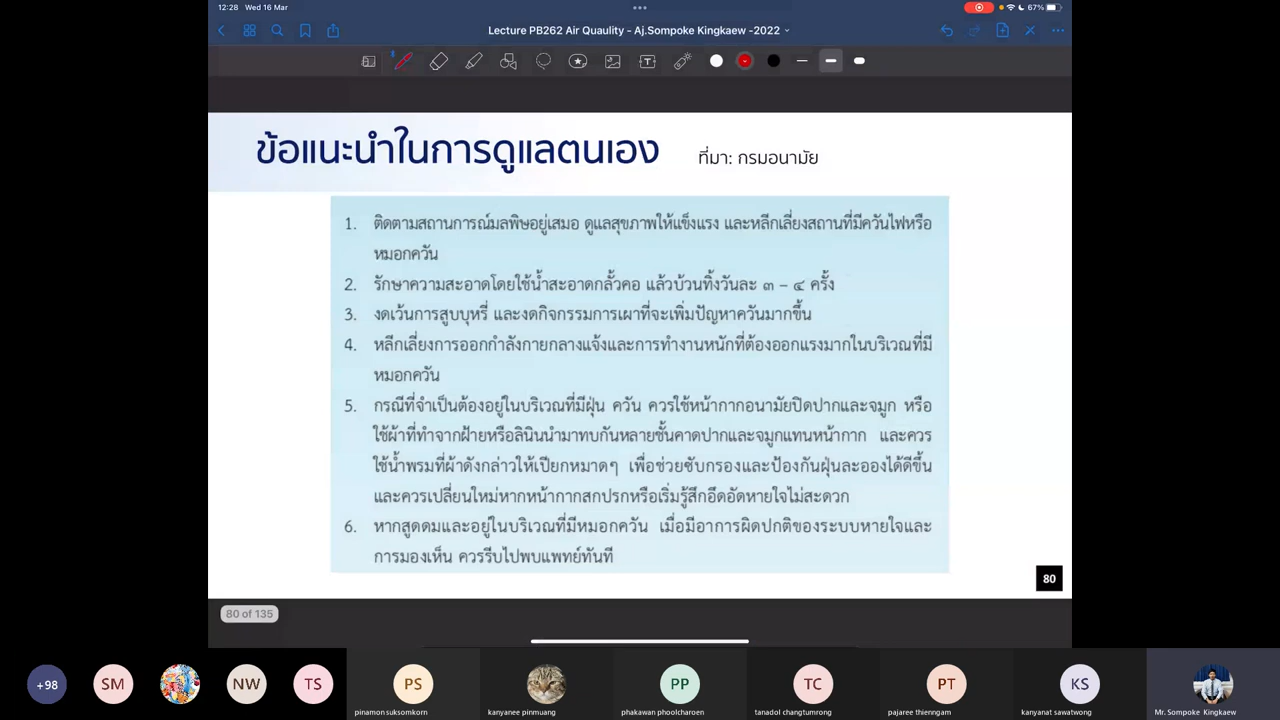 12:28 Wed 16 Mar
67%
Lecture PB262 Air Quaulity - Aj.Sompoke Kingkaew -2022
ข้อแนะนำในการดูแลตนเอง ที่มา: กรมอนามัย
1. ติดตามสถานการณ์มลพิษอยู่เสมอ ดูแลสุขภาพให้แข็งแรง และหลีกเลี่ยงสถานที่มีควันไฟหรือ
หมอกควัน
2. รักษาความสะอาดโดยใช้น้ำสะอาดกลั้วคอ แล้วบ้วนทิ้งวันละ ๓ – ๔ ครั้ง
3. งดเว้นการสูบบุหรี่ และงดกิจกรรมการเผาที่จะเพิ่มปัญหาควันมากขึ้น
4. หลีกเลี่ยงการออกกำลังกายกลางแจ้งและการทำงานหนักที่ต้องออกแรงมากในบริเวณที่มี
หมอกควัน
5. กรณีที่จำเป็นต้องอยู่ในบริเวณที่มีฝุ่น ควัน ควรใช้หน้ากากอนามัยปิดปากและจมูก หรือ
ใช้ผ้าที่ทำจากฝ้ายหรือลินินนำมาทบกันหลายชั้นคาดปากและจมูกแทนหน้ากาก และควร
ใช้น้ำพรมที่ผ้าดังกล่าวให้เปียกหมาดๆ เพื่อช่วยซับกรองและป้องกันฝุ่นละอองได้ดีขึ้น
และควรเปลี่ยนใหม่หากหน้ากากสกปรกหรือเริ่มรู้สึกอึดอัดหายใจไม่สะดวก
6. หากสูดดมและอยู่ในบริเวณที่มีหมอกควัน เมื่อมีอาการผิดปกติของระบบหายใจและ
การมองเห็น ควรรีบไปพบแพทย์ทันที
80
80 of 135
+98 SM NW TS PS PP TC PT KS
pinamon suksomkorn kanyanee pinmuang phakawan phoolcharoen tanadol changtumrong pajaree thienngam kanyanat sawatwong Mr. Sompoke Kingkaew